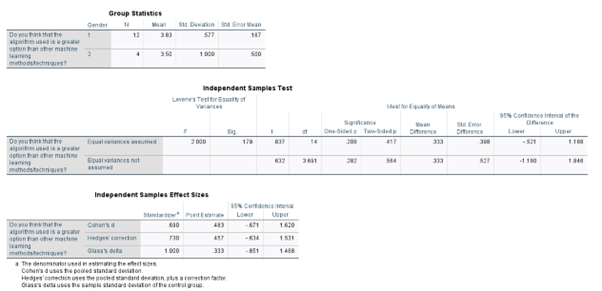 Group Statistics
Gender N Mean Std. Deviation Std. Error Mean
Do you think that the algorithm used is a greater option than other machine learning methods/techniques?
1 12 3.83 .577 .167
2 4 3.50 1.000 .500
Independent Samples Test
Levene's Test for Equality of Variances
t-test for Equality of Means
Significance
95% Confidence Interval of the Difference
F Sig. t df One-Sided p Two-Sided p Mean Difference Std. Error Difference Lower Upper
Do you think that the algorithm used is a greater option than other machine learning methods/techniques?
Equal variances assumed 2.000 .179 .837 14 .208 .417 .333 .398 -.521 1.188
Equal variances not assumed .632 3.691 .282 .564 .333 .527 -1.180 1.846
Independent Samples Effect Sizes
95% Confidence Interval
Standardizer a Point Estimate Lower Upper
Do you think that the algorithm used is a greater option than other machine learning methods/techniques?
Cohen's d .690 .483 -.671 1.620
Hedges' correction .730 .457 -.634 1.531
Glass's delta 1.000 .333 -.851 1.488
a. The denominator used in estimating the effect sizes.
Cohen's d uses the pooled standard deviation.
Hedges' correction uses the pooled standard deviation, plus a correction factor.
Glass's delta uses the sample standard deviation of the control group.